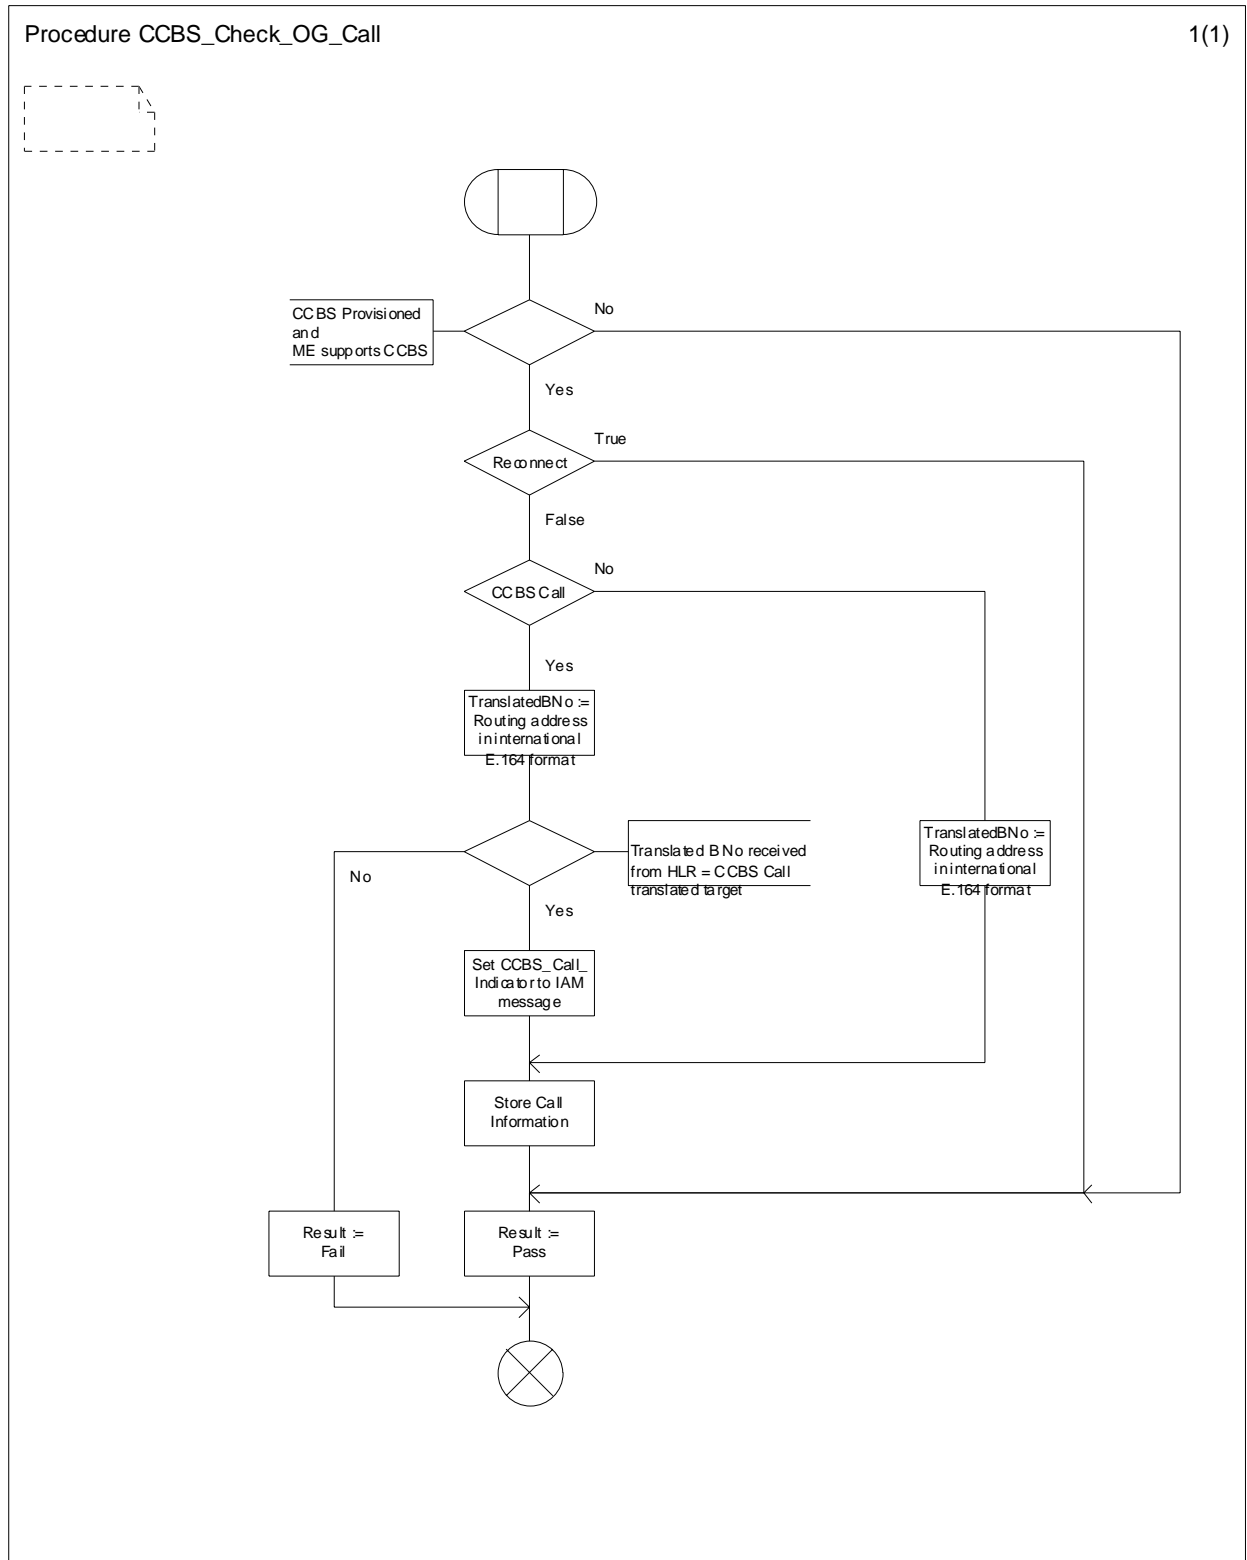 Procedure CCBS_Check_OG_Call
1(1)
CCBS Provisioned
and
ME supports CCBS
No
Yes
True
Reconnect
False
No
CCBS Call
Yes
TranslatedBNo :=
Routing address
in international
E.164 format
Translated BNo received
from HLR = CCBS Call
translated target
TranslatedBNo :=
Routing address
in international
E.164 format
No
Yes
Set CCBS_Call_
Indicator to IAM
message
Store Call
Information
Result :=
Fail
Result :=
Pass